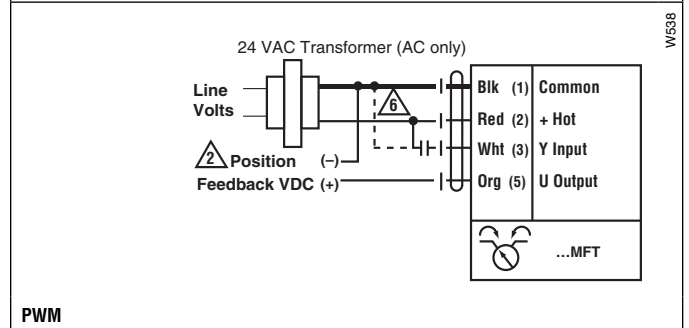 W538
24 VAC Transformer (AC only)
Line
Volts
6
2 Position (–)
Feedback VDC (+)
Blk (1) Common
Red (2) + Hot
Wht (3) Y Input
Org (5) U Output
...MFT
PWM